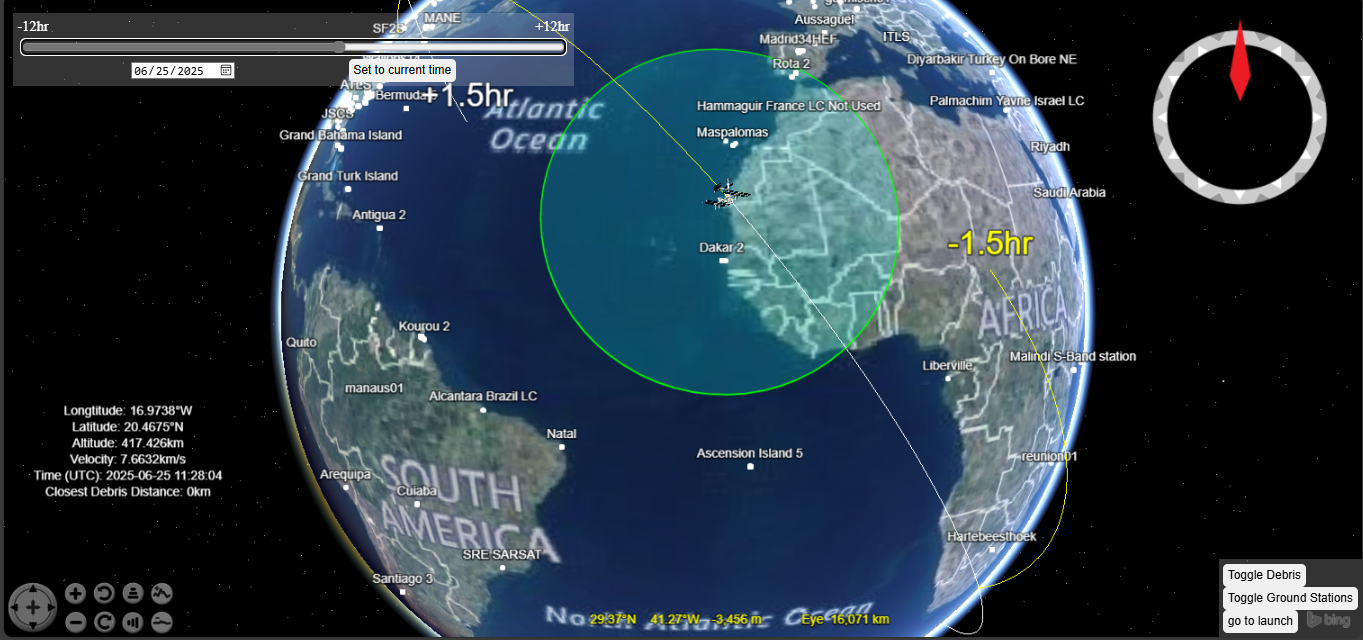 -12hr
+12hr
06/25/2025
Set to current time
MANE
Aussaguel
Madrid34HEF
ITLS
Rota 2
Diyarbakir Turkey On Bore NE
+1.5hr
Bermuda
JSCS
Atlantic
Ocean
Hammaguir France LC Not Used
Palmachim Yavne Israel LC
Grand Bahama Island
Maspalomas
Riyadh
Grand Turk Island
Saudi Arabia
Antigua 2
Dakar 2
-1.5hr
AFRICA
Kourou 2
Quito
Malindi S-Band station
Liberville
manaus01
Alcantara Brazil LC
Longtitude: 16.9738°W
Latitude: 20.4675°N
Altitude: 417.426km
Velocity: 7.6632km/s
Time (UTC): 2025-06-25 11:28:04
Closest Debris Distance: 0km
Natal
Ascension Island 5
reunion01
Arequipa
Cuiaba
SOUTH
AMERICA
Hartebeesthoek
SRE SARSAT
Santiago 3
North Atlantic Ocean
29.37°N 41.27°W -3,456 m Eye 16,071 km
Toggle Debris
Toggle Ground Stations
go to launch
bing